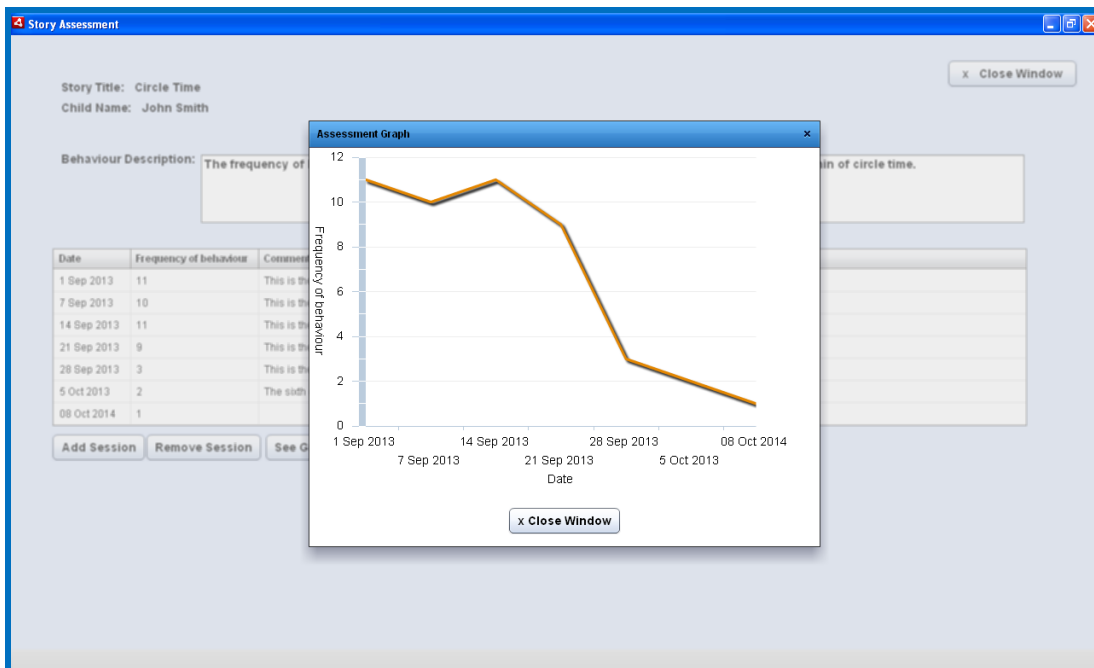 Story Assessment
x Close Window
Story Title: Circle Time
Child Name: John Smith
Assessment Graph ×
Behaviour Description: The frequency of
in of circle time.
12
10
8
6
4
2
0
Frequency of behaviour
1 Sep 2013 14 Sep 2013 28 Sep 2013 08 Oct 2014
7 Sep 2013 21 Sep 2013 5 Oct 2013
Date
x Close Window
Date Frequency of behaviour Commen
1 Sep 2013 11 This is th
7 Sep 2013 10 This is th
14 Sep 2013 11 This is th
21 Sep 2013 9 This is th
28 Sep 2013 3 This is th
5 Oct 2013 2 The sixth
08 Oct 2014 1
Add Session Remove Session See G